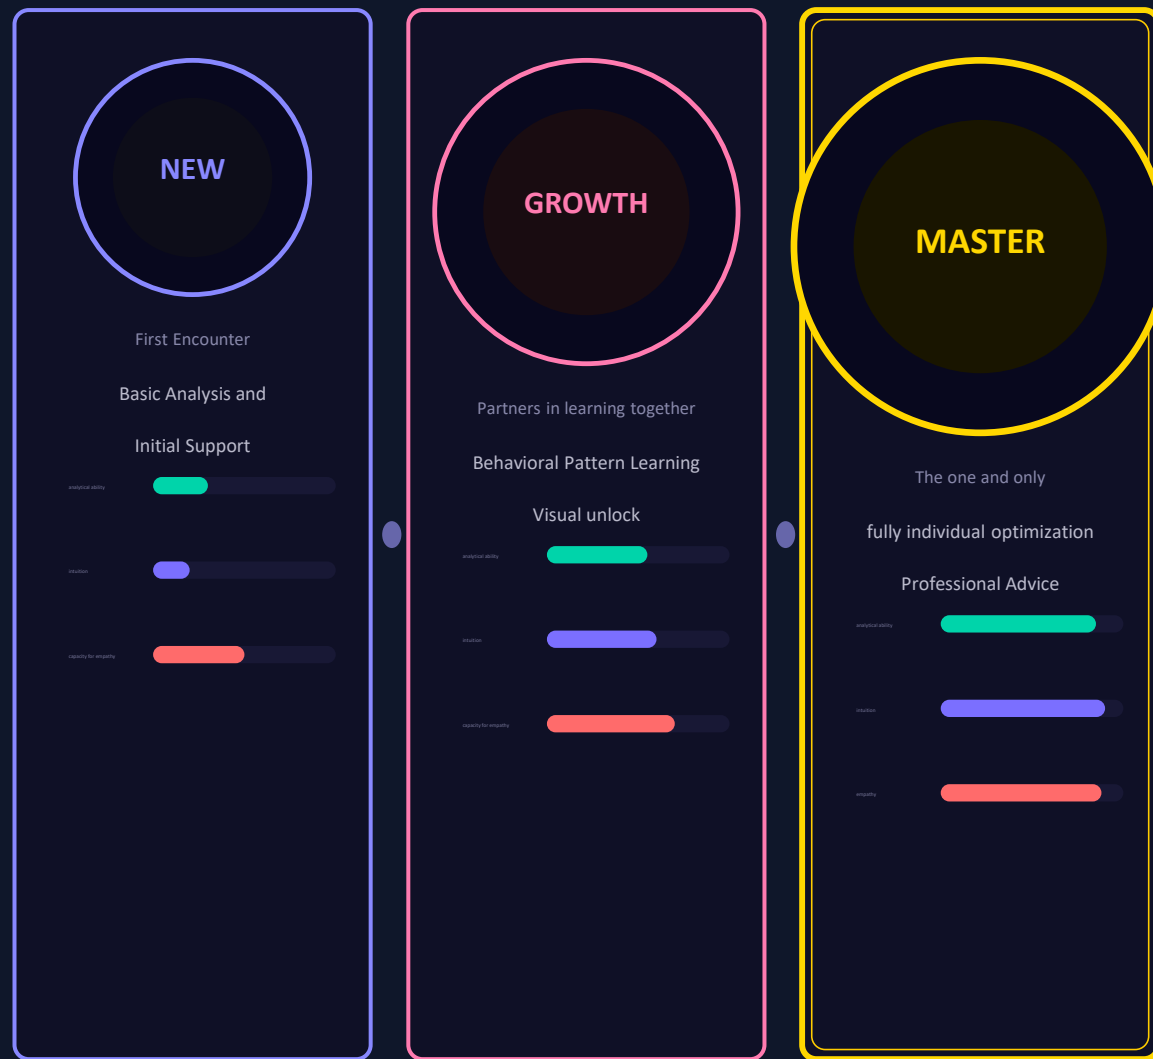 NEW
First Encounter
Basic Analysis and
Initial Support
analytical ability
intuition
capacity for empathy
GROWTH
Partners in learning together
Behavioral Pattern Learning
Visual unlock
analytical ability
intuition
capacity for empathy
MASTER
The one and only
fully individual optimization
Professional Advice
analytical ability
intuition
empathy